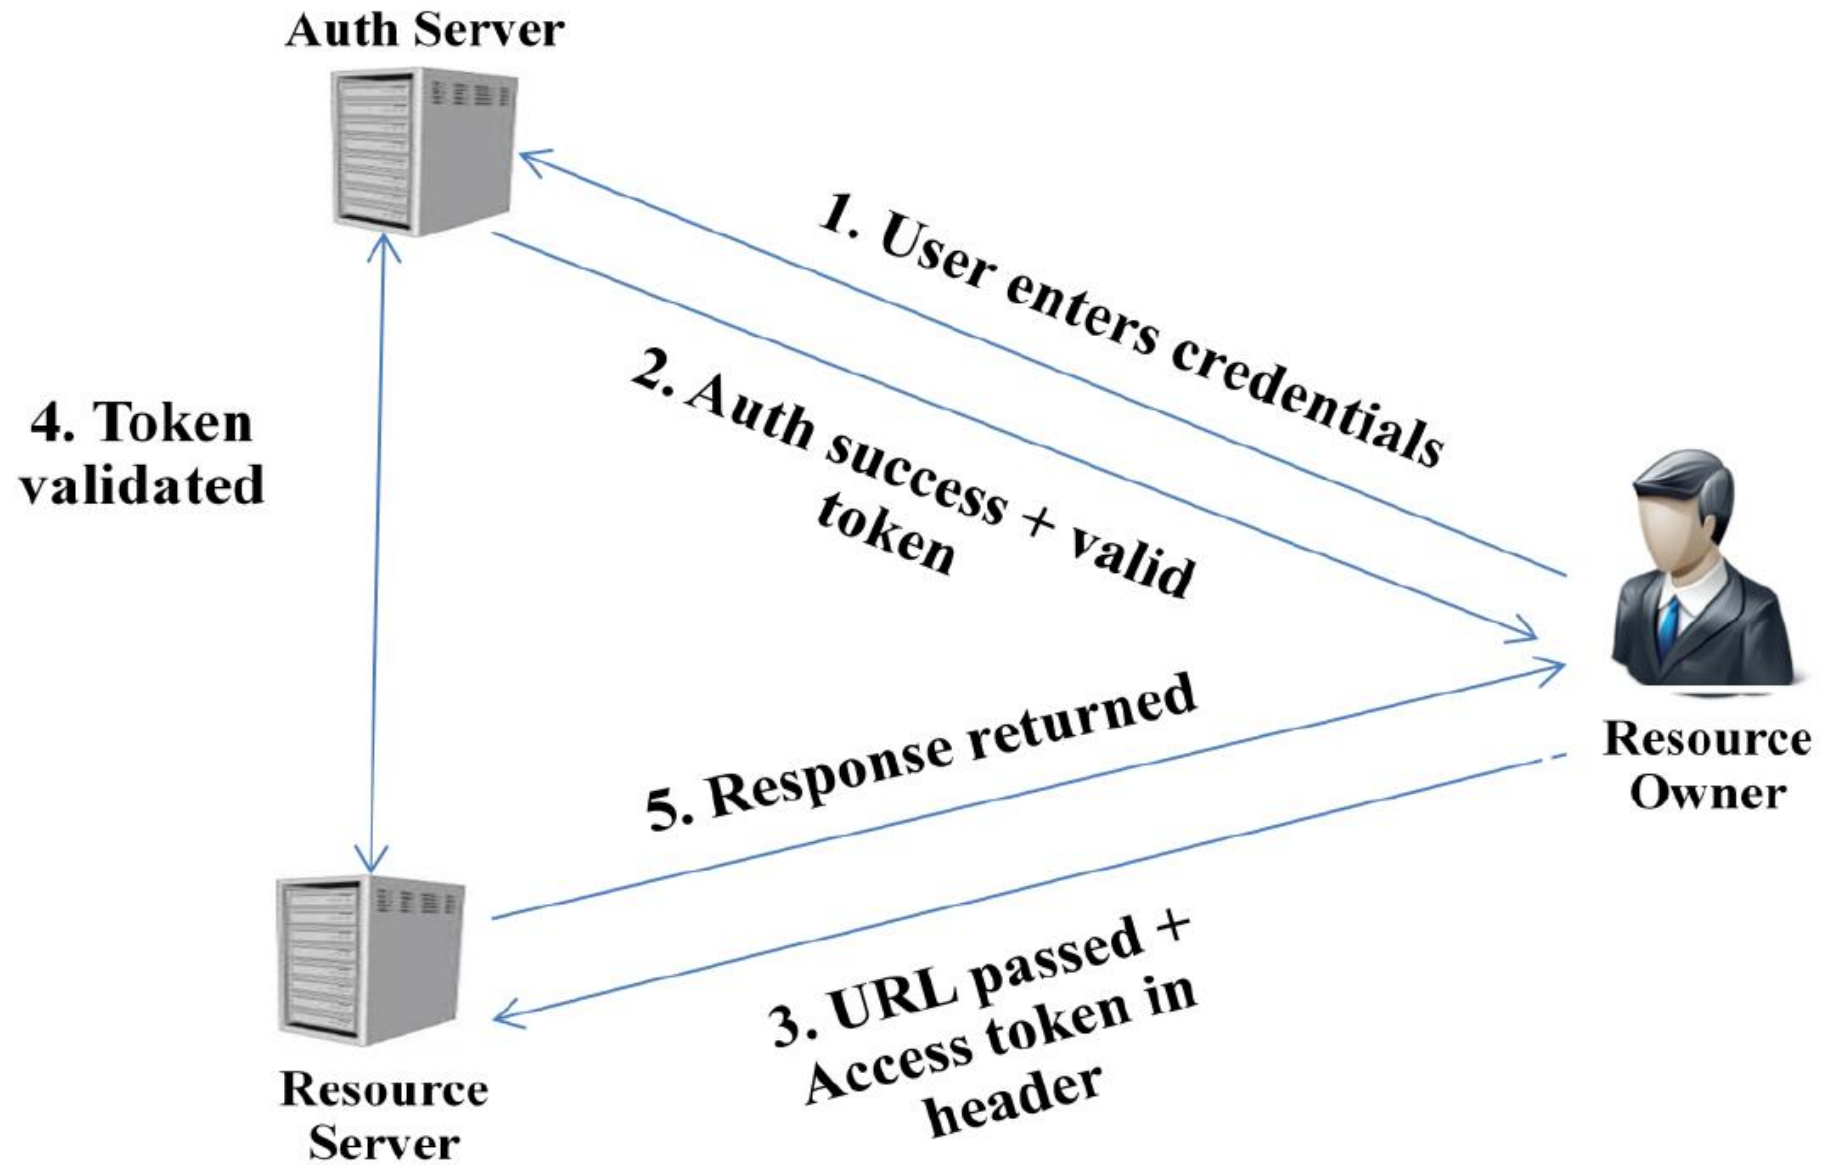 Auth Server
1. User enters credentials
2. Auth success + valid
token
4. Token
validated
5. Response returned
Resource
Owner
3. URL passed +
Access token in
header
Resource
Server